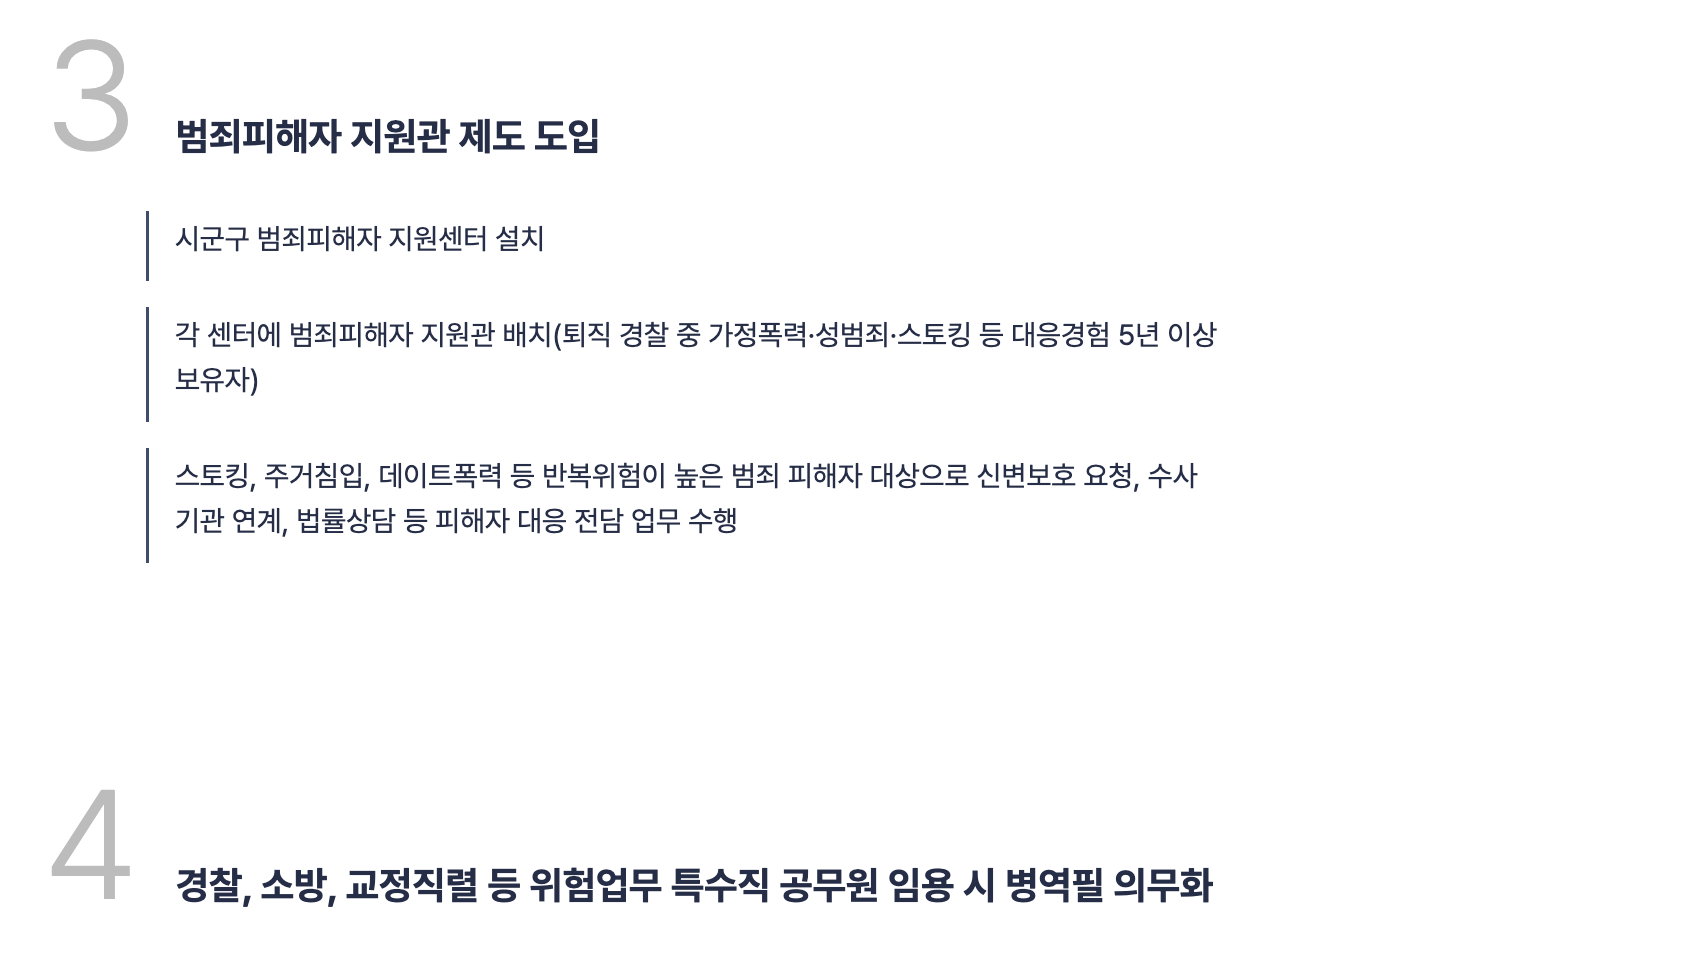 3
범죄피해자 지원관 제도 도입
시군구 범죄피해자 지원센터 설치
각 센터에 범죄피해자 지원관 배치(퇴직 경찰 중 가정폭력·성범죄·스토킹 등 대응경험 5년 이상
보유자)
스토킹, 주거침입, 데이트폭력 등 반복위험이 높은 범죄 피해자 대상으로 신변보호 요청, 수사
기관 연계, 법률상담 등 피해자 대응 전담 업무 수행
4
경찰, 소방, 교정직렬 등 위험업무 특수직 공무원 임용 시 병역필 의무화